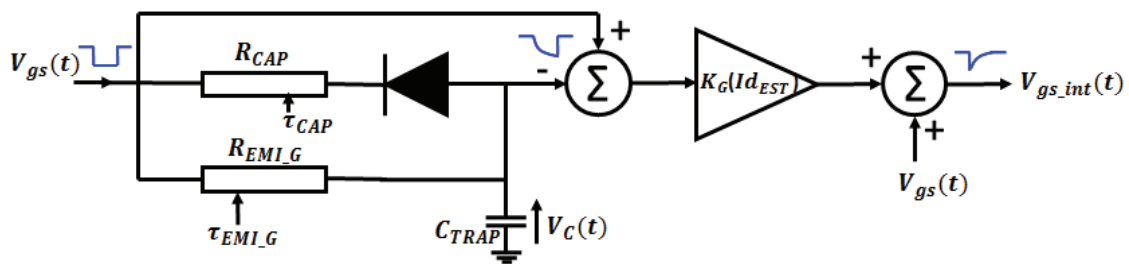 V_gs(t)
R_CAP
τ_CAP
R_EMI_G
τ_EMI_G
C_TRAP
V_C(t)
+
-
Σ
K_G(Id_EST)
+
Σ
+
V_gs(t)
V_gs_int(t)